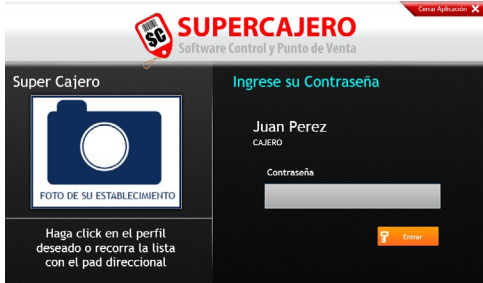 Cerrar Aplicación X
SC
SUPERCAJERO
Software Control y Punto de Venta
Super Cajero
FOTO DE SU ESTABLECIMIENTO
Haga click en el perfil
deseado o recorra la lista
con el pad direccional
Ingrese su Contraseña
Juan Perez
CAJERO
Contraseña
Entrar